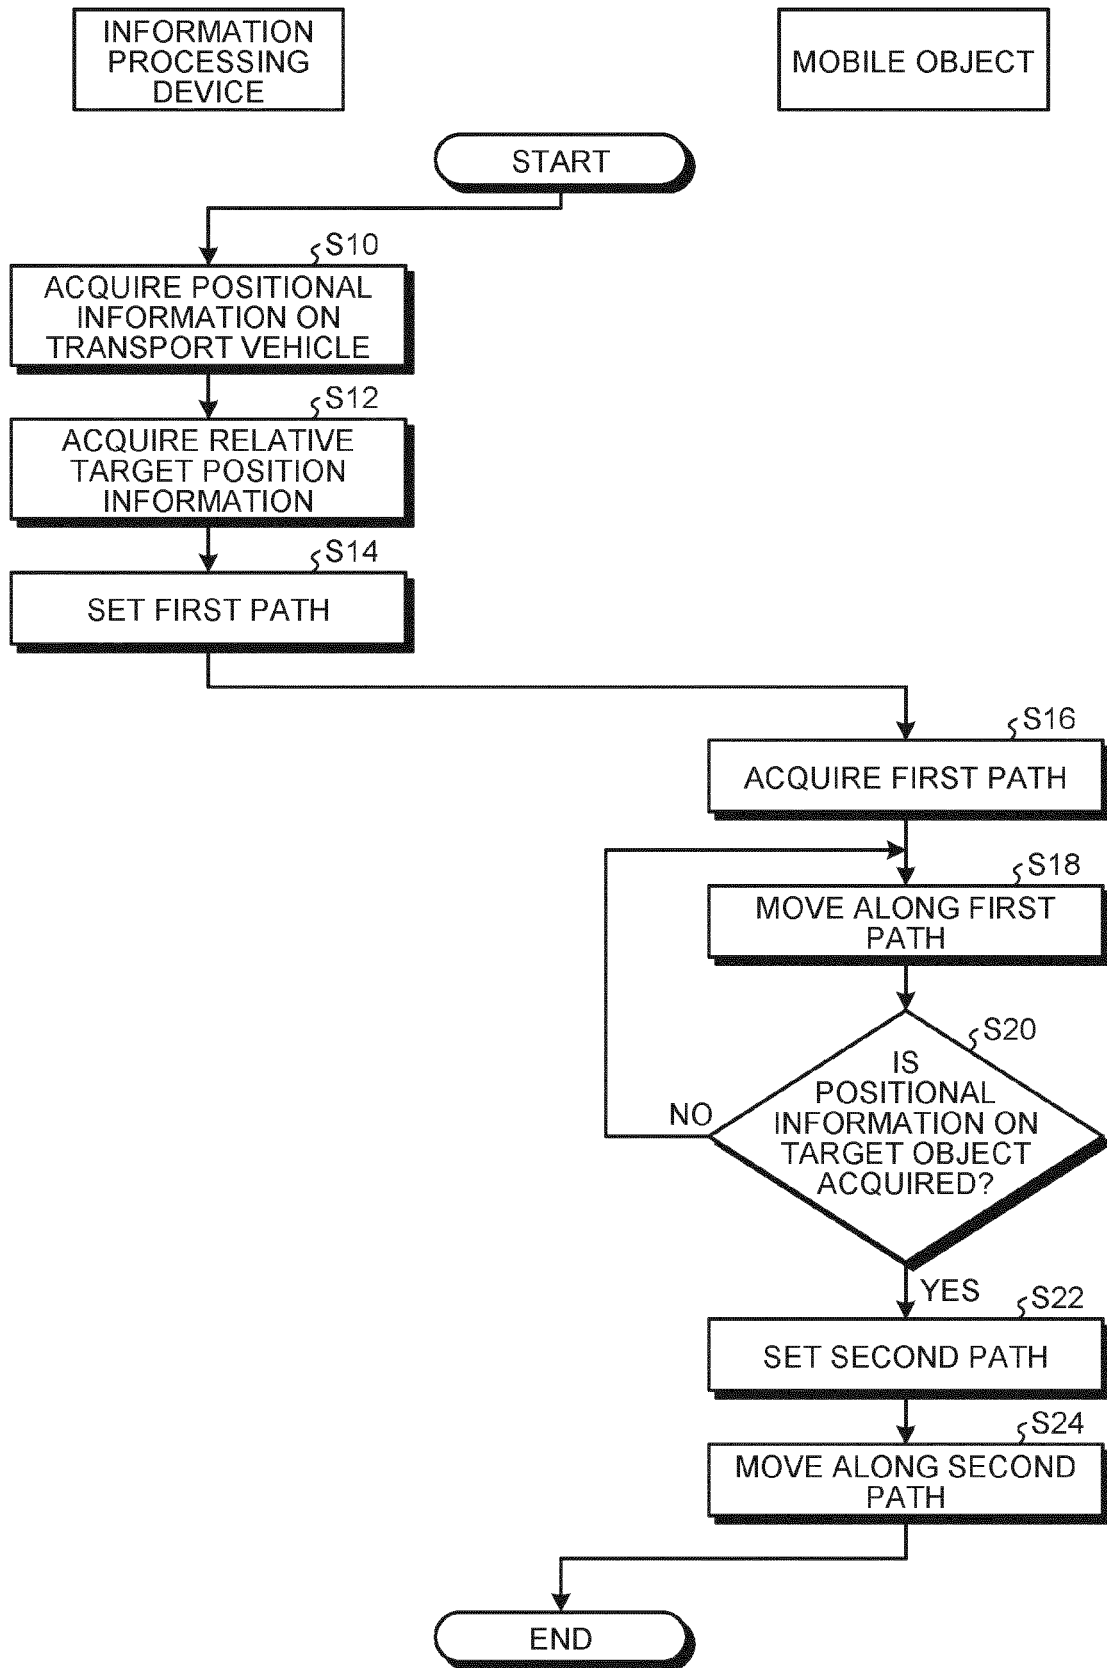 INFORMATION
PROCESSING
DEVICE
MOBILE OBJECT
START
S10
ACQUIRE POSITIONAL
INFORMATION ON
TRANSPORT VEHICLE
S12
ACQUIRE RELATIVE
TARGET POSITION
INFORMATION
S14
SET FIRST PATH
S16
ACQUIRE FIRST PATH
S18
MOVE ALONG FIRST
PATH
S20
IS
POSITIONAL
INFORMATION ON
TARGET OBJECT
ACQUIRED?
NO
YES
S22
SET SECOND PATH
S24
MOVE ALONG SECOND
PATH
END